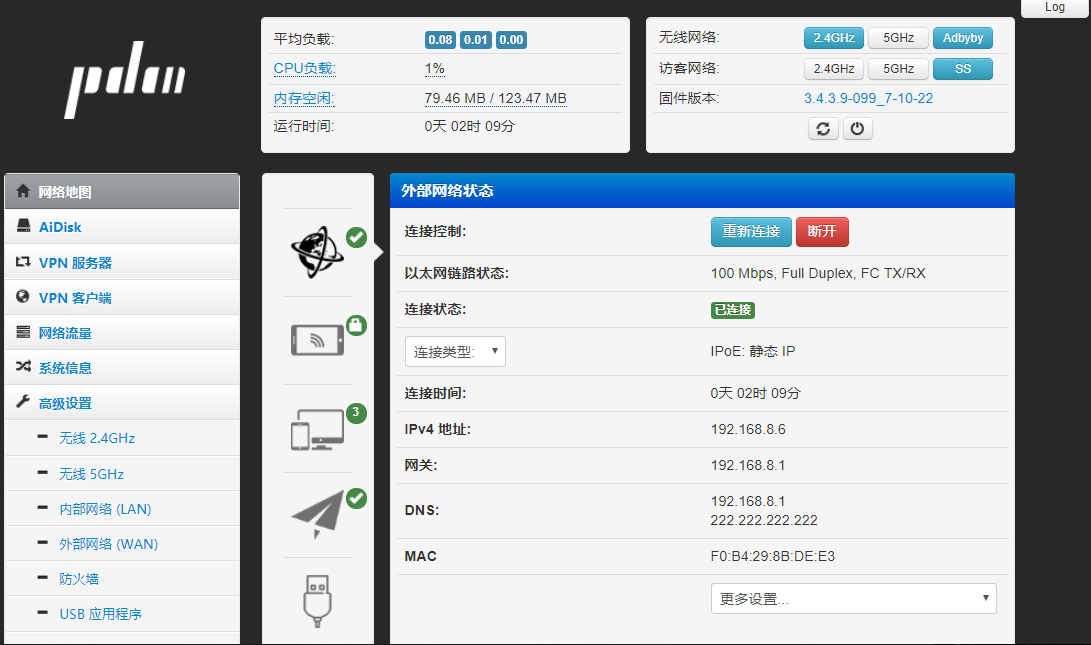 Log
pdm
平均负载: 0.08 0.01 0.00
CPU负载: 1%
内存空闲: 79.46 MB / 123.47 MB
运行时间: 0天 02时 09分
无线网络: 2.4GHz 5GHz Adbyby
访客网络: 2.4GHz 5GHz SS
固件版本: 3.4.3.9-099_7-10-22
网络地图
AiDisk
VPN 服务器
VPN 客户端
网络流量
系统信息
高级设置
无线 2.4GHz
无线 5GHz
内部网络 (LAN)
外部网络 (WAN)
防火墙
USB 应用程序
3
外部网络状态
连接控制: 重新连接 断开
以太网链路状态: 100 Mbps, Full Duplex, FC TX/RX
连接状态: 已连接
连接类型: IPoE: 静态 IP
连接时间: 0天 02时 09分
IPv4 地址: 192.168.8.6
网关: 192.168.8.1
DNS: 192.168.8.1
222.222.222.222
MAC F0:B4:29:8B:DE:E3
更多设置...